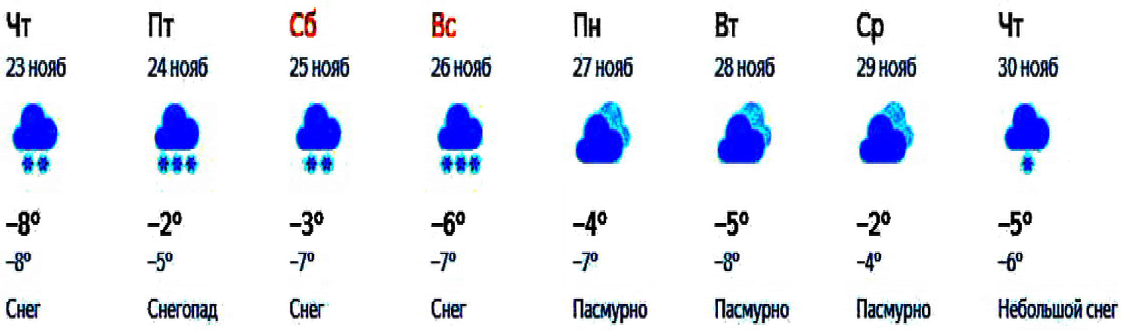 Чт Пт Сб Вс Пн Вт Ср Чт
23 нояб 24 нояб 25 нояб 26 нояб 27 нояб 28 нояб 29 нояб 30 нояб
–8° –2° –3° –6° –4° –5° –2° –5°
–8° –5° –7° –7° –7° –8° –4° –6°
Снег Снегопад Снег Снег Пасмурно Пасмурно Пасмурно Небольшой снег